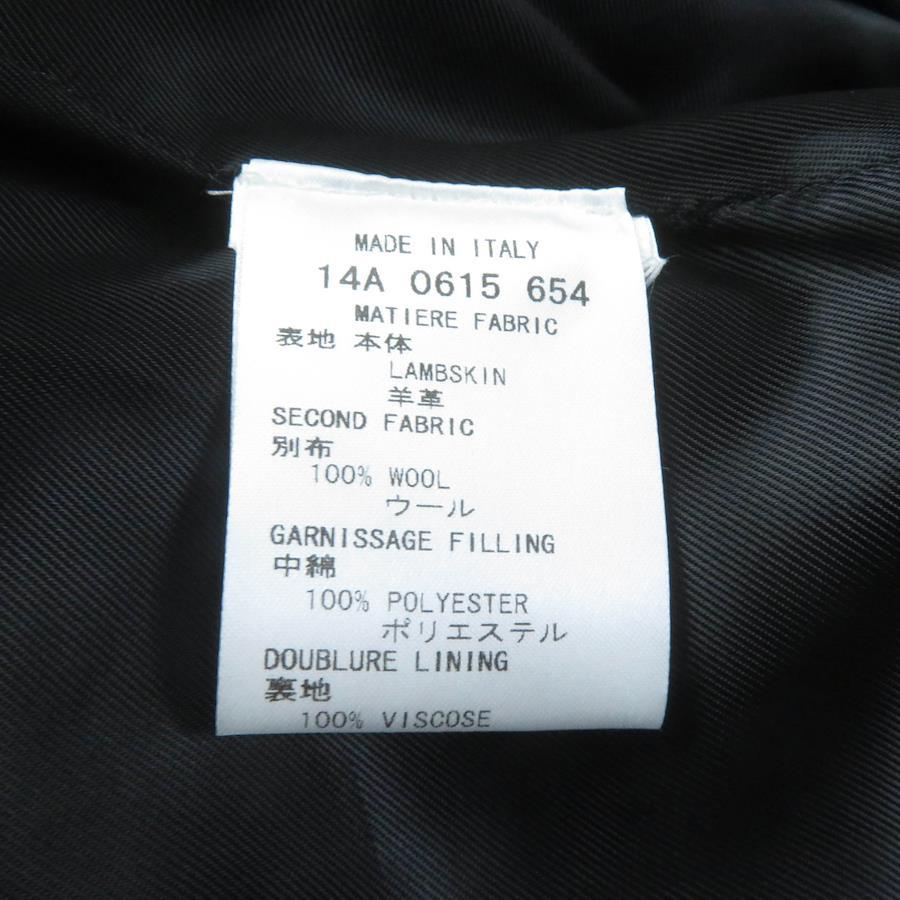 MADE IN ITALY
14A 0615 654
MATIERE FABRIC
表地 本体
LAMBSKIN
羊革
SECOND FABRIC
別布
100% WOOL
ウール
GARNISSAGE FILLING
中綿
100% POLYESTER
ポリエステル
DOUBLURE LINING
裏地
100% VISCOSE